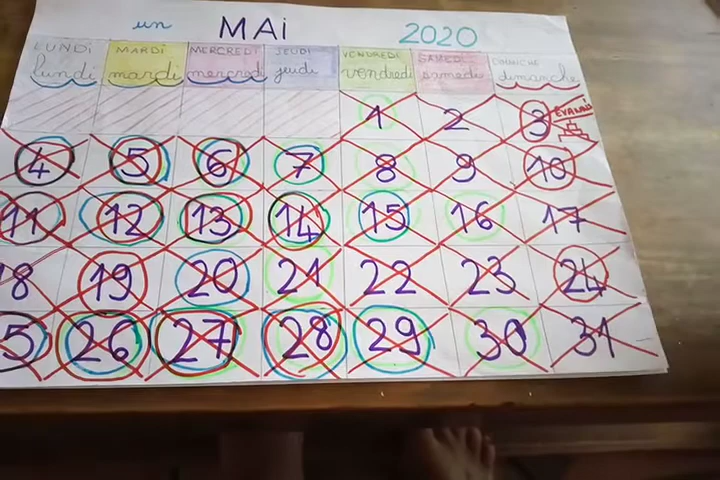 un MAi 2020
LUNDi MARDi MERCREDI JEUDi VENDREDI SAMEDI DIMANCHE
lundi mardi mercredi jeudi vendredi samedi dimanche
1 2 3 ÉVALAIS
4 5 6 7 8 9 10
11 12 13 14 15 16 17
18 19 20 21 22 23 24
5 26 27 28 29 30 31